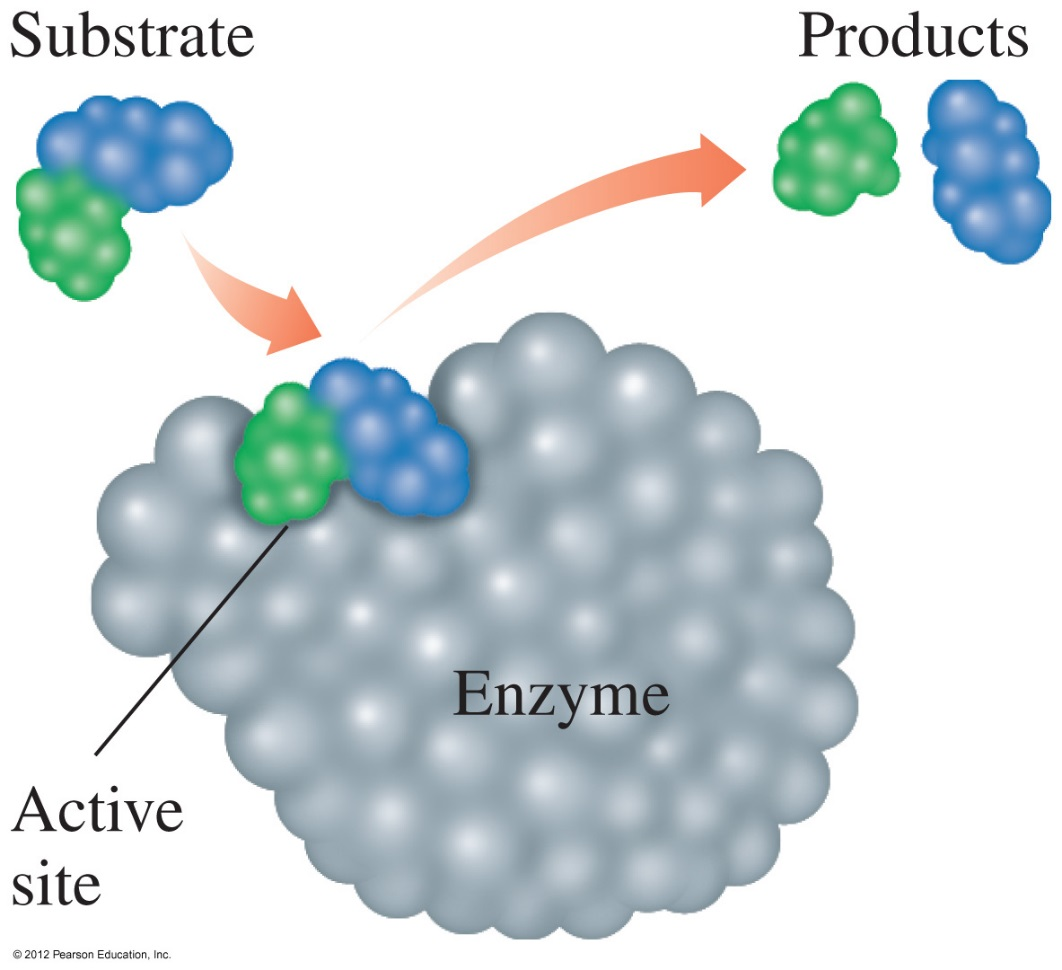 Substrate
Products
Enzyme
Active
site
© 2012 Pearson Education, Inc.